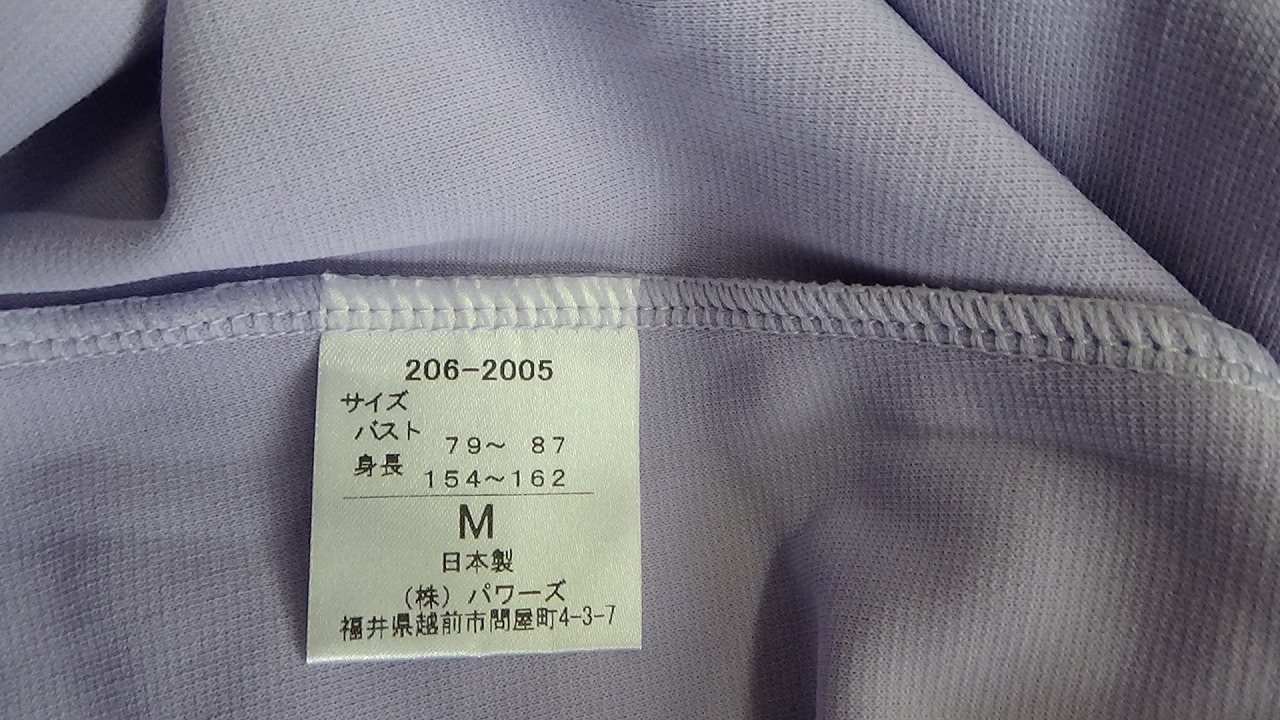 206-2005
サイズ
バスト 79～ 87
身長 154～162
M
日本製
(株) パワーズ
福井県越前市問屋町4-3-7